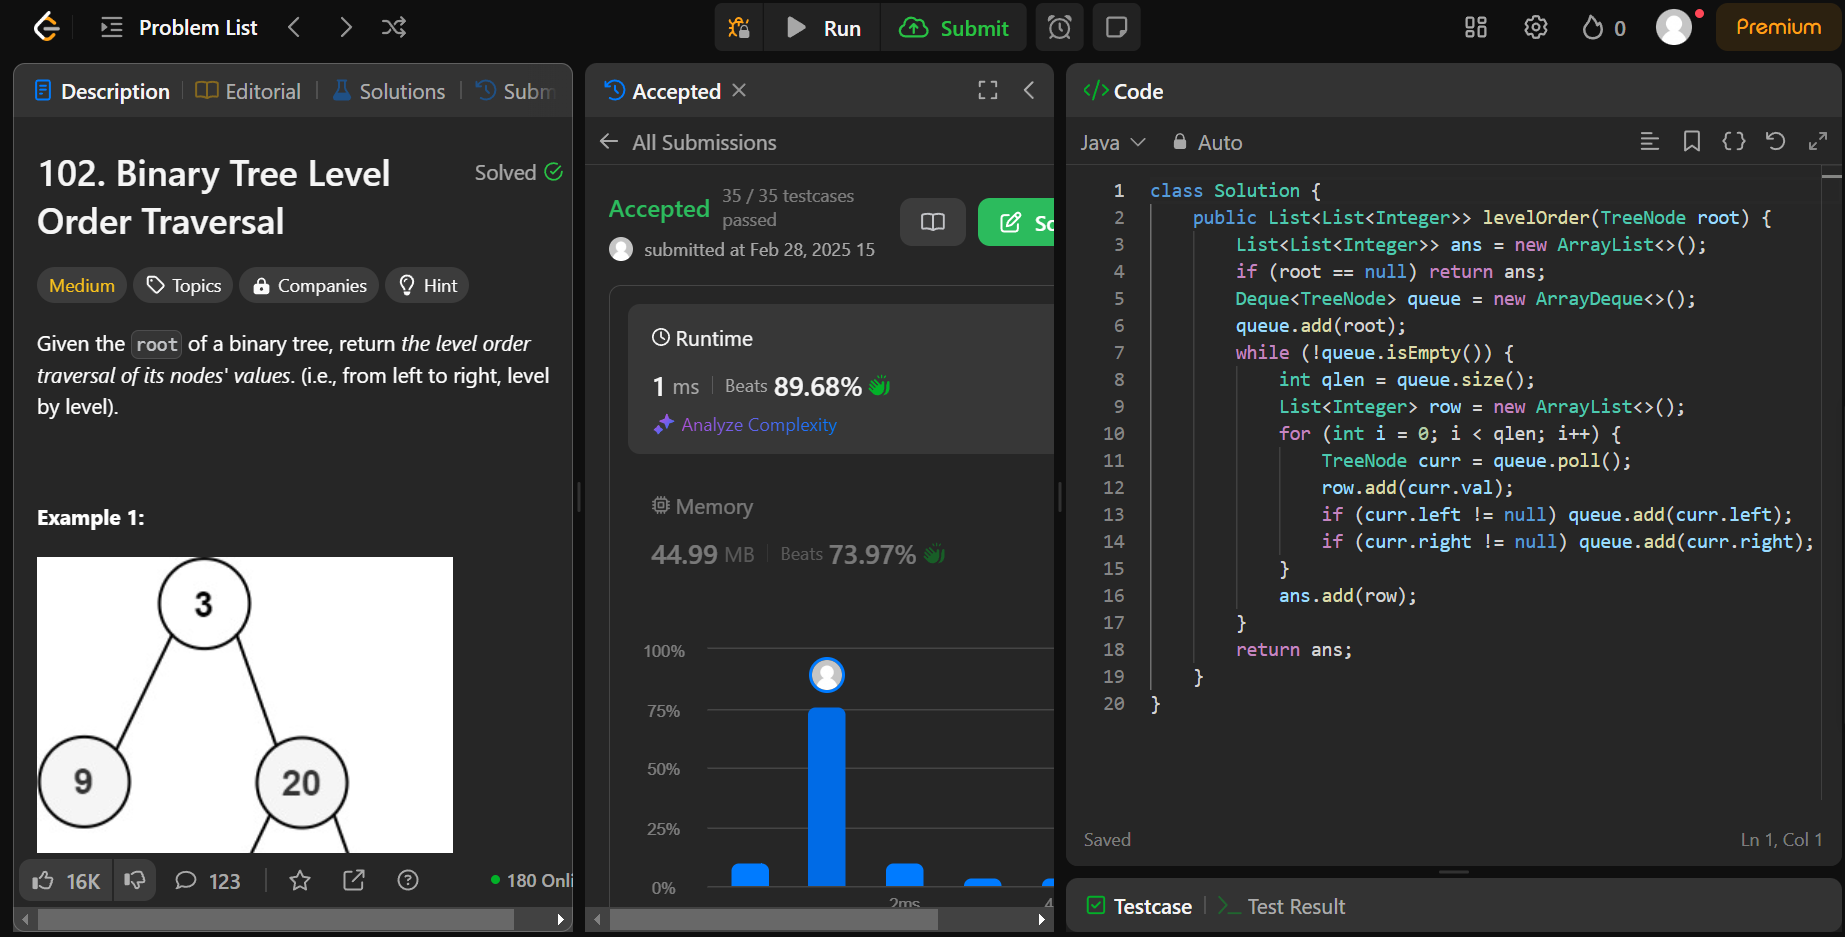 Problem List
Run
Submit
0
Premium
Description
Editorial
Solutions
Subm
102. Binary Tree Level
Order Traversal
Solved
Medium
Topics
Companies
Hint
Given the root of a binary tree, return the level order
traversal of its nodes' values. (i.e., from left to right, level
by level).
Example 1:
3
9
20
16K
123
180 Onli
Accepted
All Submissions
Accepted
35 / 35 testcases
passed
So
submitted at Feb 28, 2025 15
Runtime
1 ms | Beats 89.68%
Analyze Complexity
Memory
44.99 MB | Beats 73.97%
100%
75%
50%
25%
0%
2ms
4
</> Code
Java
Auto
1 class Solution {
2 public List<List<Integer>> levelOrder(TreeNode root) {
3 List<List<Integer>> ans = new ArrayList<>();
4 if (root == null) return ans;
5 Deque<TreeNode> queue = new ArrayDeque<>();
6 queue.add(root);
7 while (!queue.isEmpty()) {
8 int qlen = queue.size();
9 List<Integer> row = new ArrayList<>();
10 for (int i = 0; i < qlen; i++) {
11 TreeNode curr = queue.poll();
12 row.add(curr.val);
13 if (curr.left != null) queue.add(curr.left);
14 if (curr.right != null) queue.add(curr.right);
15 }
16 ans.add(row);
17 }
18 return ans;
19 }
20 }
Saved
Ln 1, Col 1
Testcase
Test Result